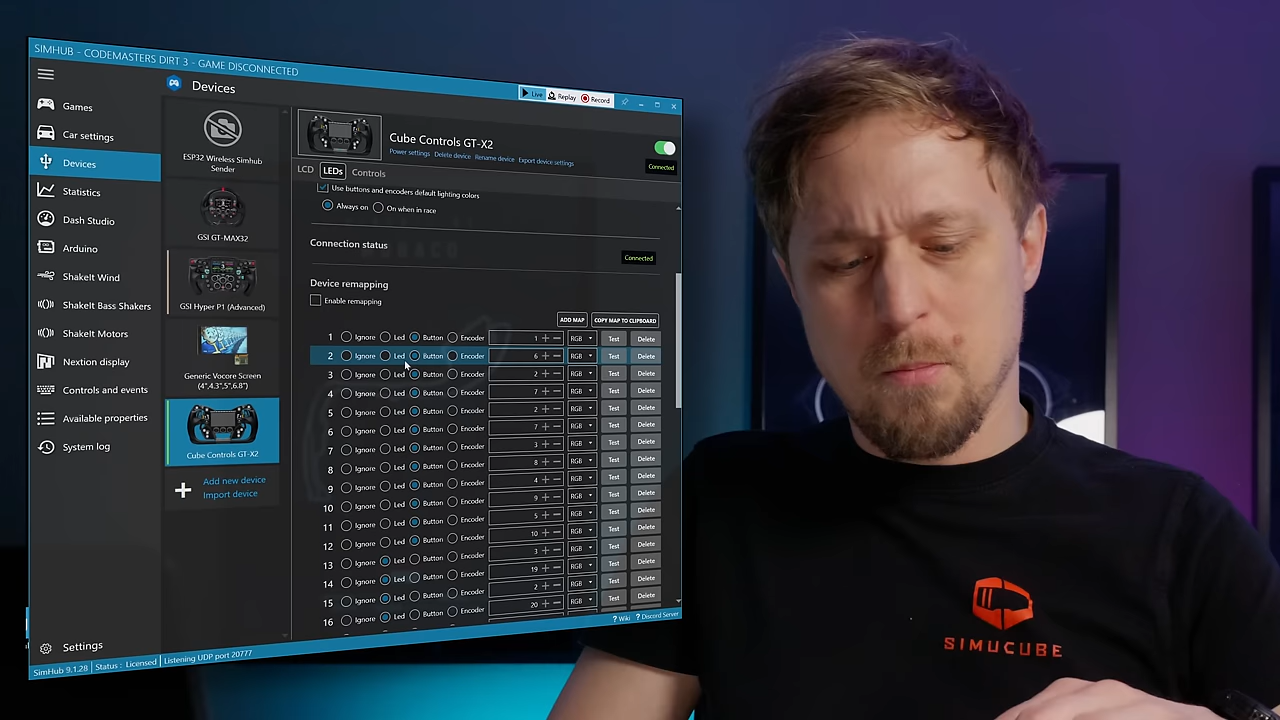 SIMHUB - CODEMASTERS DIRT 3 - GAME DISCONNECTED
Live
Replay
Record
Devices
Games
Car settings
Devices
Statistics
Dash Studio
Arduino
ShakeIt Wind
ShakeIt Bass Shakers
ShakeIt Motors
Nextion display
Controls and events
Available properties
System log
Settings
ESP32 Wireless Simhub
Sender
GSI GT-MAX32
GSI Hyper P1 (Advanced)
Generic Vocore Screen
(4",4.3",5",6.8")
Cube Controls GT-X2
Add new device
Import device
Cube Controls GT-X2
Power settings Delete device Rename device Export device settings
Connected
LCD LEDs Controls
Use buttons and encoders default lighting colors
Always on On when in race
Connection status
Connected
Device remapping
Enable remapping
ADD MAP COPY MAP TO CLIPBOARD
1 Ignore Led Button Encoder 1 RGB Test Delete
2 Ignore Led Button Encoder 6 RGB Test Delete
3 Ignore Led Button Encoder 2 RGB Test Delete
4 Ignore Led Button Encoder 7 RGB Test Delete
5 Ignore Led Button Encoder 2 RGB Test Delete
6 Ignore Led Button Encoder 7 RGB Test Delete
7 Ignore Led Button Encoder 3 RGB Test Delete
8 Ignore Led Button Encoder 8 RGB Test Delete
9 Ignore Led Button Encoder 4 RGB Test Delete
10 Ignore Led Button Encoder 9 RGB Test Delete
11 Ignore Led Button Encoder 5 RGB Test Delete
12 Ignore Led Button Encoder 10 RGB Test Delete
13 Ignore Led Button Encoder 3 RGB Test Delete
14 Ignore Led Button Encoder 19 RGB Test Delete
15 Ignore Led Button Encoder 2 RGB Test Delete
16 Ignore Led Button Encoder 20 RGB Test Delete
? Wiki ? Discord Server
SimHub 9.1.28 Status : Licensed Listening UDP port 20777
SIMUCUBE